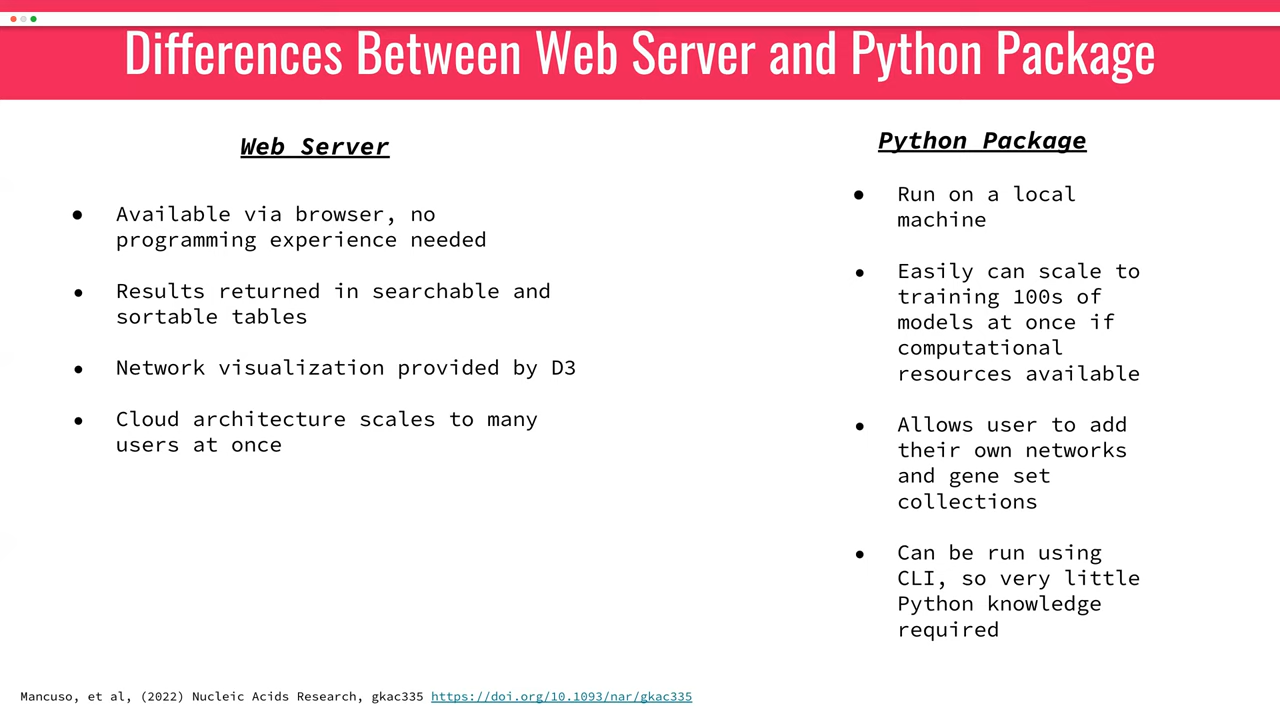 Differences Between Web Server and Python Package
Web Server
Available via browser, no
programming experience needed
Results returned in searchable and
sortable tables
Network visualization provided by D3
Cloud architecture scales to many
users at once
Python Package
Run on a local
machine
Easily can scale to
training 100s of
models at once if
computational
resources available
Allows user to add
their own networks
and gene set
collections
Can be run using
CLI, so very little
Python knowledge
required
Mancuso, et al, (2022) Nucleic Acids Research, gkac335 https://doi.org/10.1093/nar/gkac335